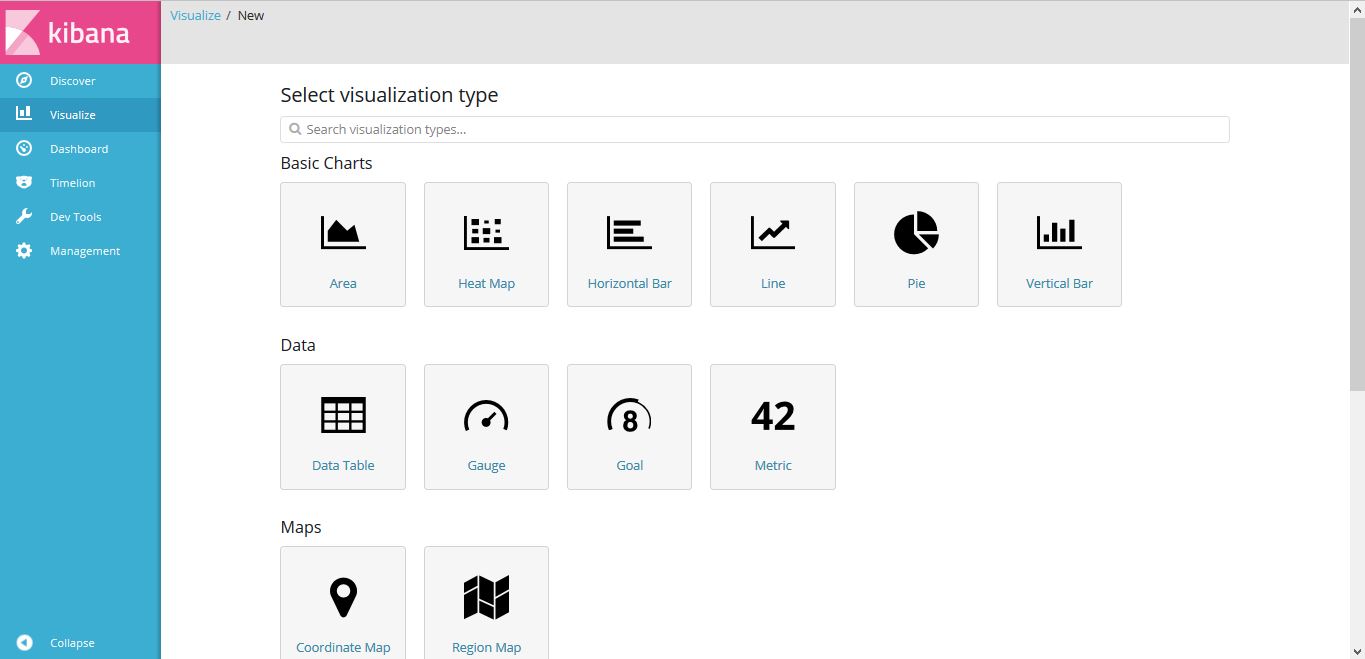 kibana
Visualize / New
Discover
Visualize
Dashboard
Timelion
Dev Tools
Management
Collapse
Select visualization type
Search visualization types...
Basic Charts
Area Heat Map Horizontal Bar Line Pie Vertical Bar
Data
8 42
Data Table Gauge Goal Metric
Maps
Coordinate Map Region Map